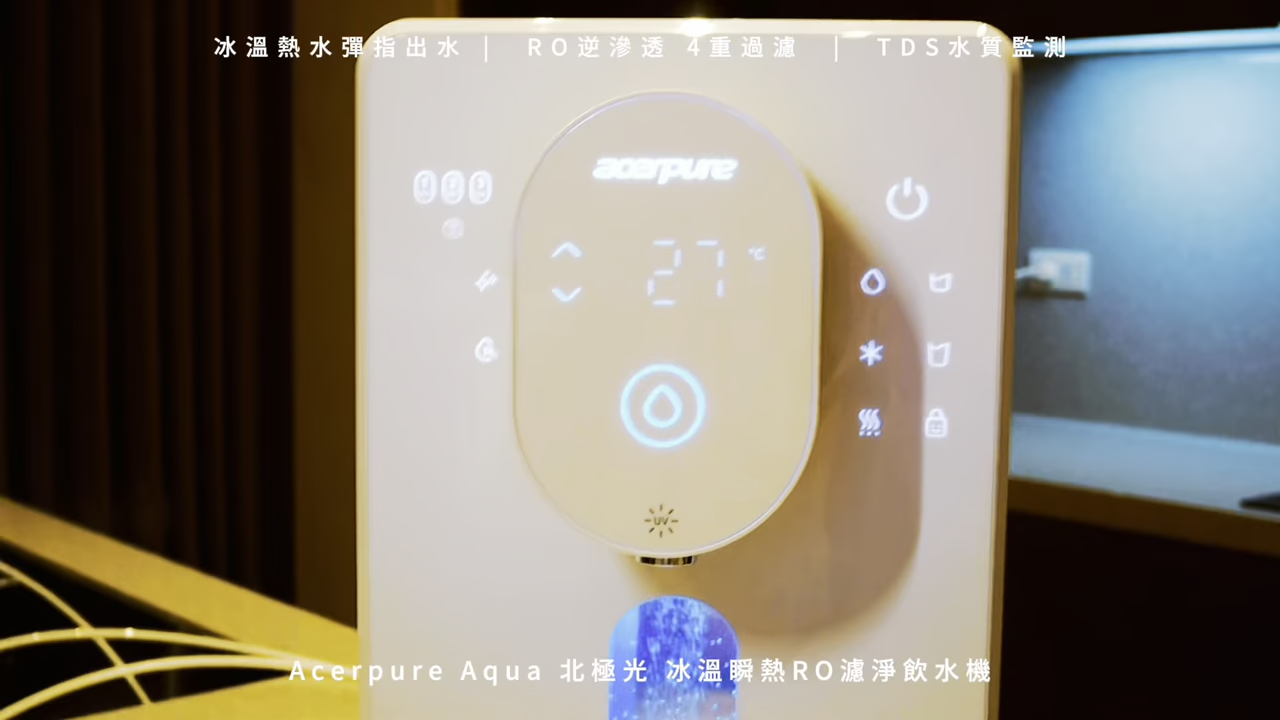 冰溫熱水彈指出水 | RO逆滲透 4重過濾 | TDS水質監測
acerpure
27 °C
UV
Acerpure Aqua 北極光 冰溫瞬熱RO濾淨飲水機